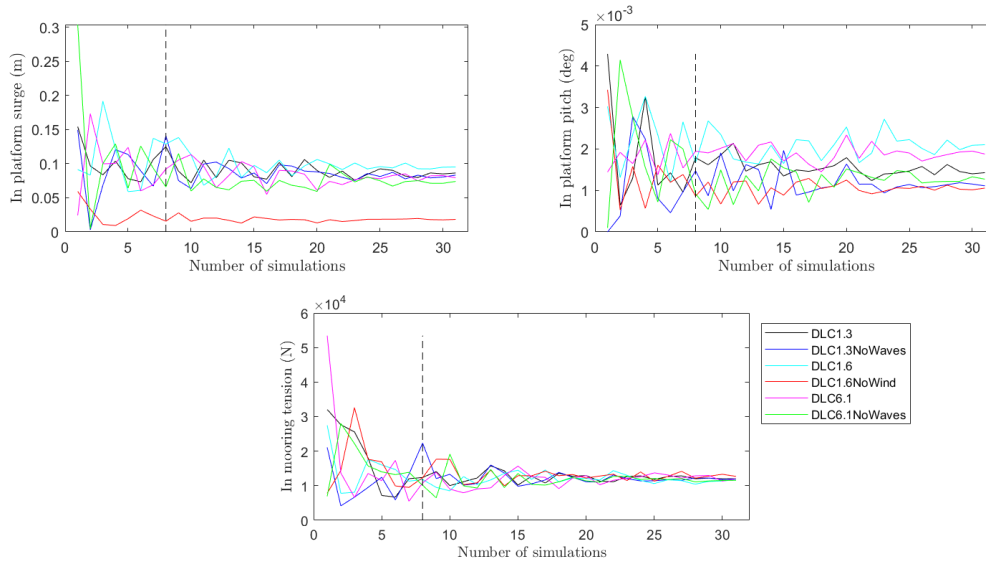 0.3
0.25
0.2
0.15
0.1
0.05
0
0 5 10 15 20 25 30
In platform surge (m)
Number of simulations
×10⁻³
5
4
3
2
1
0
0 5 10 15 20 25 30
In platform pitch (deg)
Number of simulations
×10⁴
6
5
4
3
2
1
0
0 5 10 15 20 25 30
In mooring tension (N)
Number of simulations
DLC1.3
DLC1.3NoWaves
DLC1.6
DLC1.6NoWind
DLC6.1
DLC6.1NoWaves